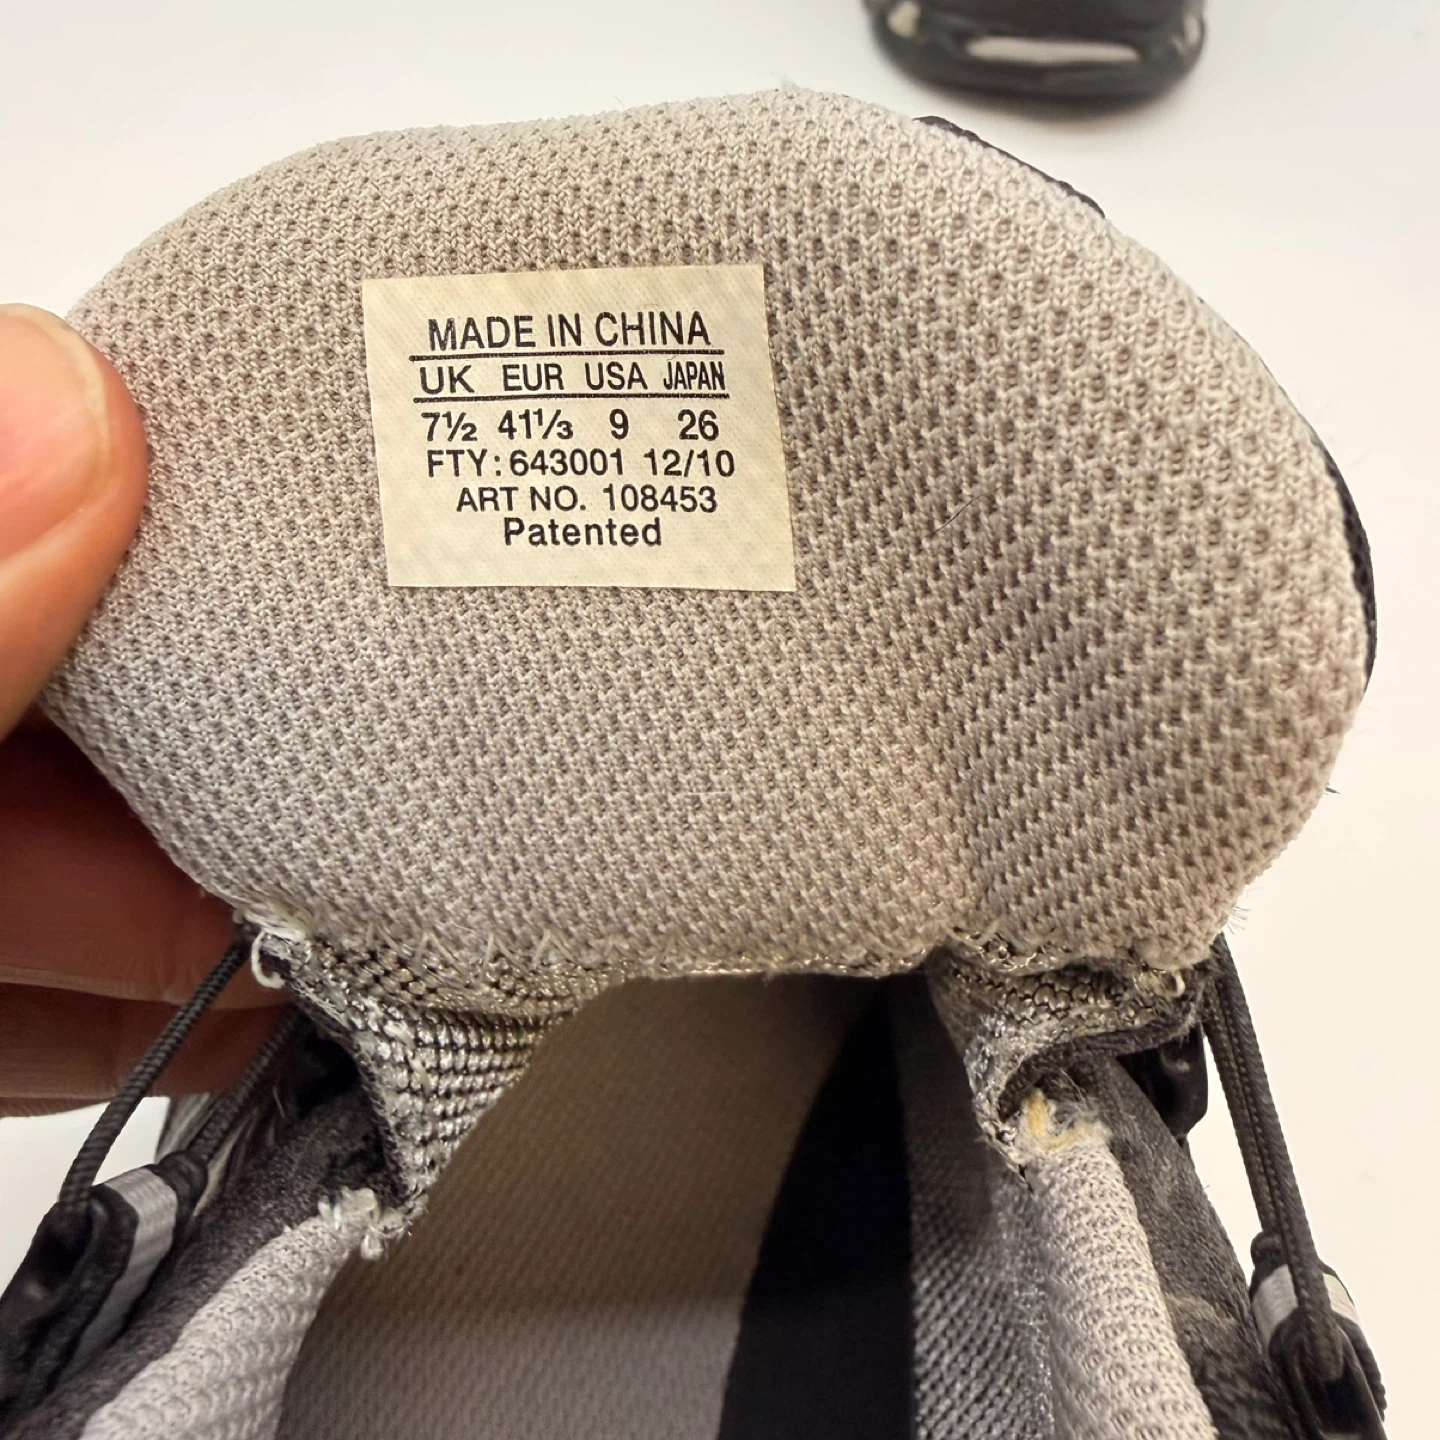 MADE IN CHINA
UK EUR USA JAPAN
7½ 41⅓ 9 26
FTY: 643001 12/10
ART NO. 108453
Patented